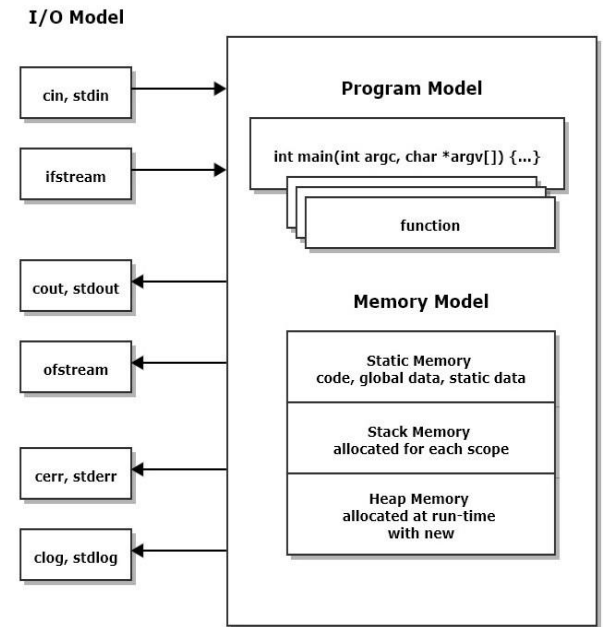 I/O Model
cin, stdin
ifstream
cout, stdout
ofstream
cerr, stderr
clog, stdlog
Program Model
int main(int argc, char *argv[]) {...}
function
Memory Model
Static Memory
code, global data, static data
Stack Memory
allocated for each scope
Heap Memory
allocated at run-time
with new